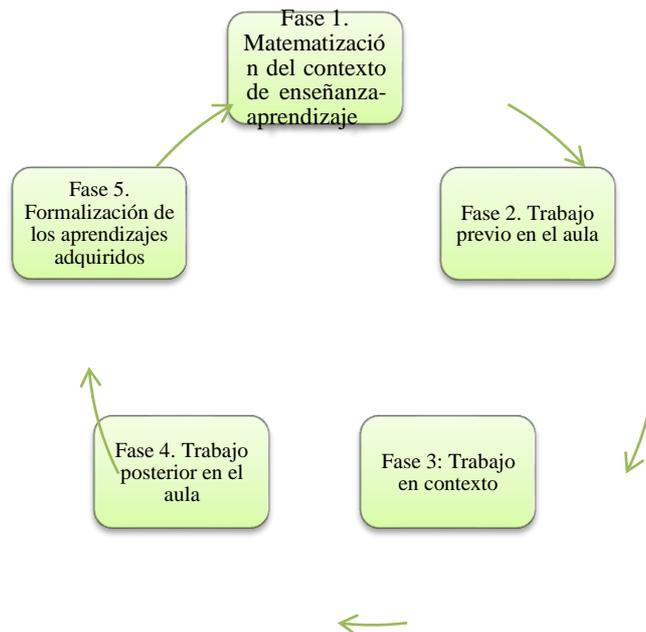 Fase 1.
Matematizació
n del contexto
de enseñanza-
aprendizaje
Fase 2. Trabajo
previo en el aula
Fase 3: Trabajo
en contexto
Fase 4. Trabajo
posterior en el
aula
Fase 5.
Formalización de
los aprendizajes
adquiridos